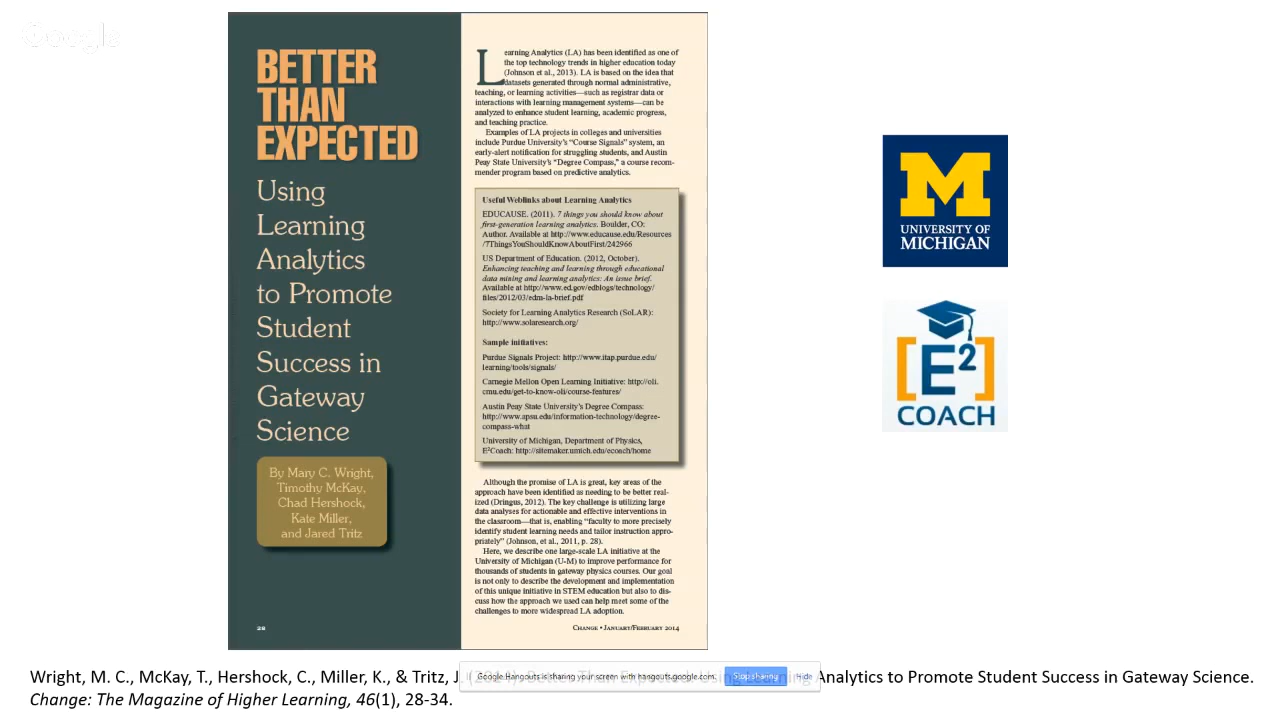 Google
BETTER
THAN
EXPECTED
Using
Learning
Analytics
to Promote
Student
Success in
Gateway
Science
By Mary C. Wright,
Timothy McKay,
Chad Hershock,
Kate Miller,
and Jared Tritz
28
Learning Analytics (LA) has been identified as one of
the top technology trends in higher education today
(Johnson et al., 2013). LA is based on the idea that
datasets generated through normal administrative,
teaching, or learning activities—such as registrar data or
interactions with learning management systems—can be
analyzed to enhance student learning, academic progress,
and teaching practice.
Examples of LA projects in colleges and universities
include Purdue University's "Course Signals" system, an
early-alert notification for struggling students, and Austin
Peay State University's "Degree Compass," a course recom-
mender program based on predictive analytics.
Useful Weblinks about Learning Analytics
EDUCAUSE. (2011). 7 things you should know about
first-generation learning analytics. Boulder, CO:
Author. Available at http://www.educause.edu/Resources
/7ThingsYouShouldKnowAboutFirst/242966
US Department of Education. (2012, October).
Enhancing teaching and learning through educational
data mining and learning analytics: An issue brief.
Available at http://www.ed.gov/edblogs/technology/
files/2012/03/edm-la-brief.pdf
Society for Learning Analytics Research (SoLAR):
http://www.solaresearch.org/
Sample initiatives:
Purdue Signals Project: http://www.itap.purdue.edu/
learning/tools/signals/
Carnegie Mellon Open Learning Initiative: http://oli.
cmu.edu/get-to-know-oli/course-features/
Austin Peay State University's Degree Compass:
http://www.apsu.edu/information-technology/degree-
compass-what
University of Michigan, Department of Physics,
E²Coach: http://sitemaker.umich.edu/ecoach/home
Although the promise of LA is great, key areas of the
approach have been identified as needing to be better real-
ized (Dringus, 2012). The key challenge is utilizing large
data analyses for actionable and effective interventions in
the classroom—that is, enabling "faculty to more precisely
identify student learning needs and tailor instruction appro-
priately" (Johnson, et al., 2011, p. 28).
Here, we describe one large-scale LA initiative at the
University of Michigan (U-M) to improve performance for
thousands of students in gateway physics courses. Our goal
is not only to describe the development and implementation
of this unique initiative in STEM education but also to dis-
cuss how the approach we used can help meet some of the
challenges to more widespread LA adoption.
Change • January/February 2014
M
UNIVERSITY OF
MICHIGAN
[E²]
COACH
Wright, M. C., McKay, T., Hershock, C., Miller, K., & Tritz, J. (2014). Better Than Expected: Using Learning Analytics to Promote Student Success in Gateway Science.
Change: The Magazine of Higher Learning, 46(1), 28-34.
Google Hangouts is sharing your screen with hangouts.google.com.
Stop sharing
Hide